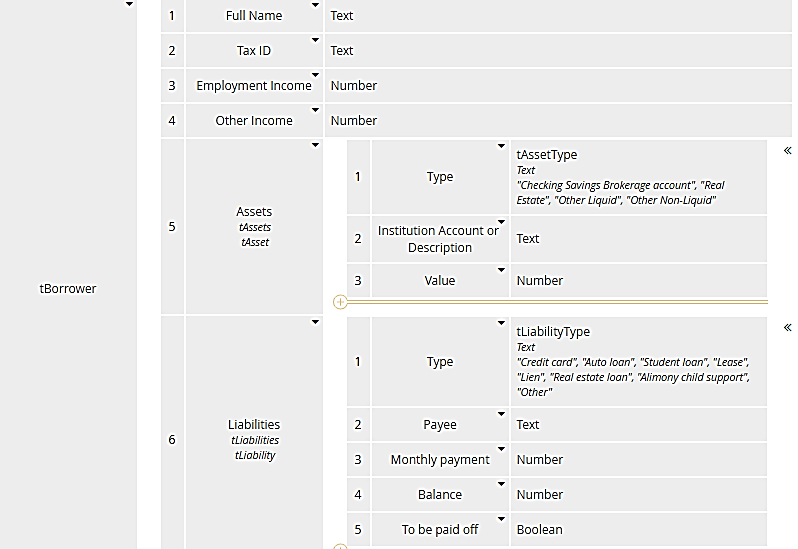 tBorrower
1 Full Name Text
2 Tax ID Text
3 Employment Income Number
4 Other Income Number
5 Assets
tAssets
tAsset
1 Type tAssetType
Text
"Checking Savings Brokerage account", "Real
Estate", "Other Liquid", "Other Non-Liquid"
2 Institution Account or
Description Text
3 Value Number
6 Liabilities
tLiabilities
tLiability
1 Type tLiabilityType
Text
"Credit card", "Auto loan", "Student loan", "Lease",
"Lien", "Real estate loan", "Alimony child support",
"Other"
2 Payee Text
3 Monthly payment Number
4 Balance Number
5 To be paid off Boolean